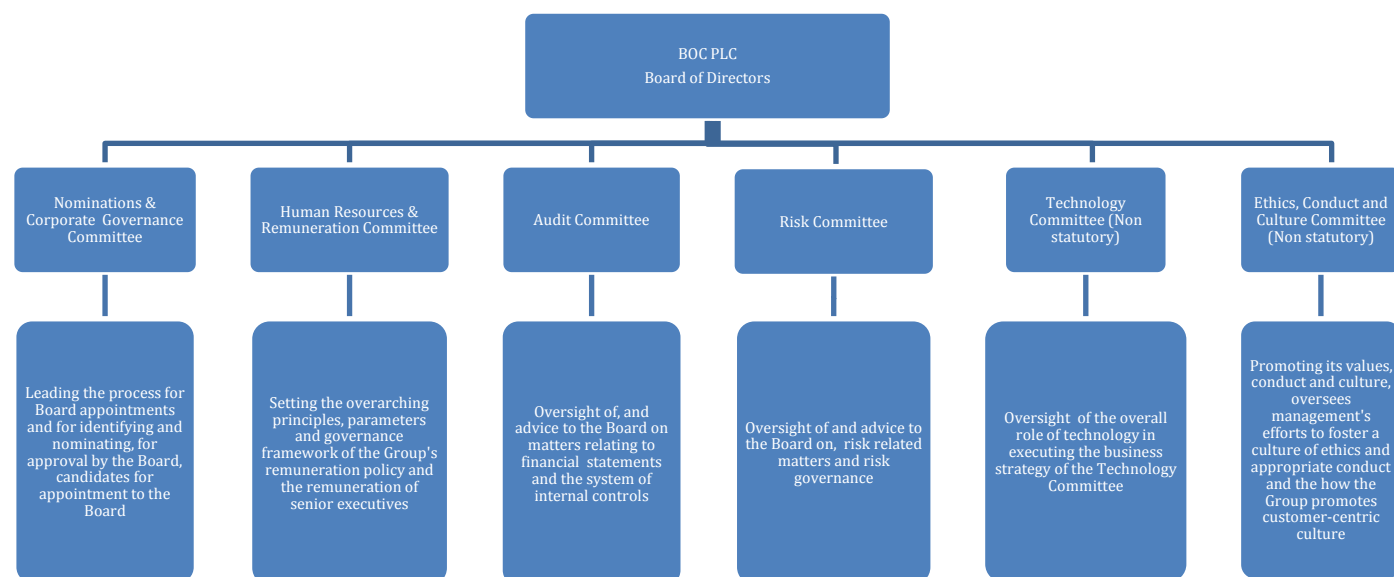 BOC PLC
Board of Directors
Nominations &
Corporate Governance
Committee
Human Resources &
Remuneration Committee
Audit Committee
Risk Committee
Technology
Committee (Non
statutory)
Ethics, Conduct and
Culture Committee
(Non statutory)
Leading the process for
Board appointments
and for identifying and
nominating, for
approval by the Board,
candidates for
appointment to the
Board
Setting the overarching
principles, parameters
and governance
framework of the Group's
remuneration policy and
the remuneration of
senior executives
Oversight of, and
advice to the Board on
matters relating to
financial statements
and the system of
internal controls
Oversight of and advice to
the Board on, risk related
matters and risk
governance
Oversight of the overall
role of technology in
executing the business
strategy of the Technology
Committee
Promoting its values,
conduct and culture,
oversees
management's
efforts to foster a
culture of ethics and
appropriate conduct
and the how the
Group promotes
customer-centric
culture